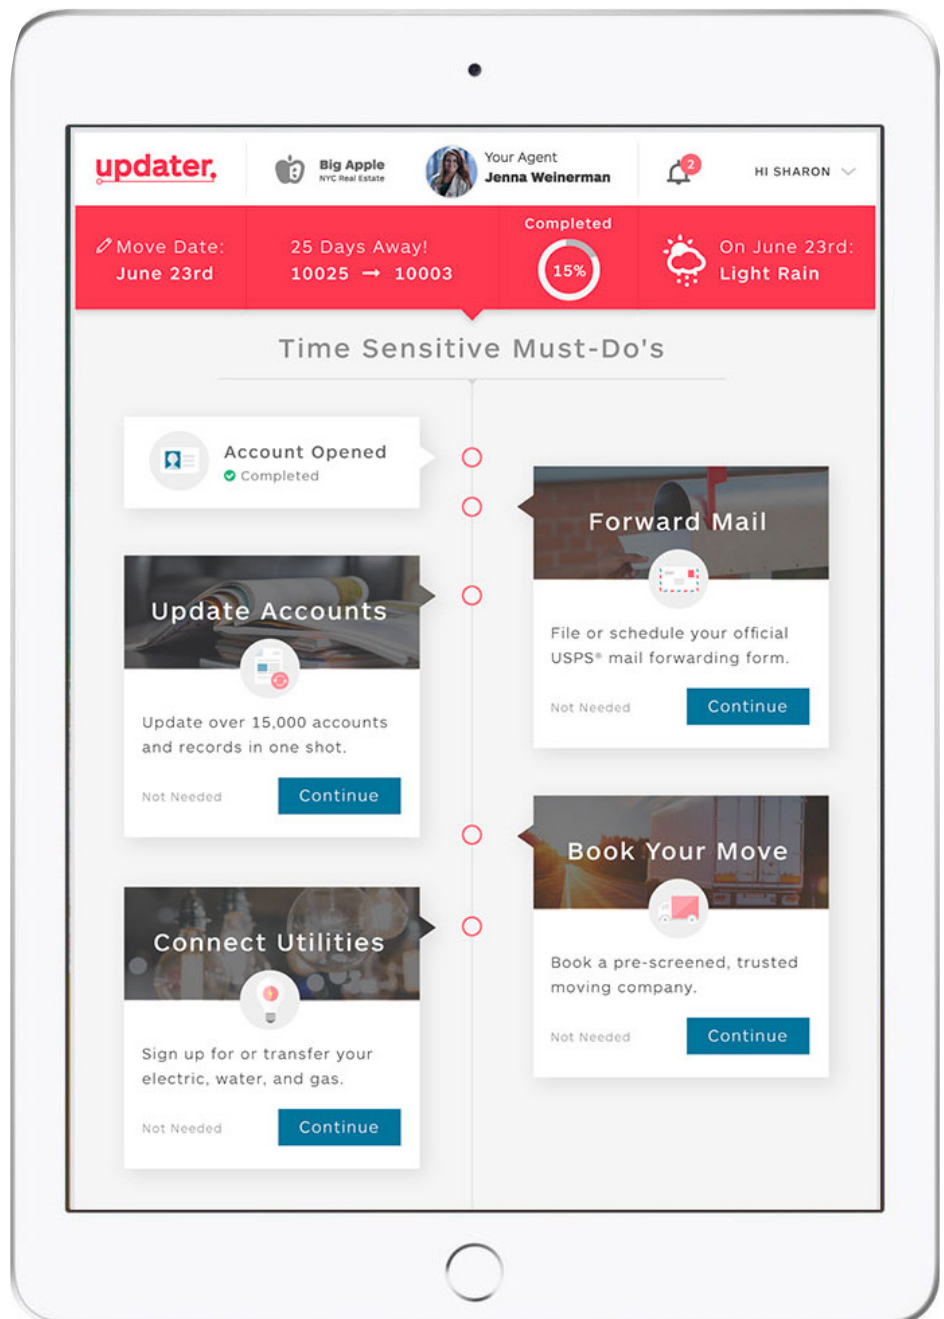 updater.
Big Apple
NYC Real Estate
Your Agent
Jenna Weinerman
2
HI SHARON
Move Date:
June 23rd
25 Days Away!
10025 → 10003
Completed
15%
On June 23rd:
Light Rain
Time Sensitive Must-Do's
Account Opened
Completed
Forward Mail
File or schedule your official
USPS® mail forwarding form.
Not Needed
Continue
Update Accounts
Update over 15,000 accounts
and records in one shot.
Not Needed
Continue
Book Your Move
Book a pre-screened, trusted
moving company.
Not Needed
Continue
Connect Utilities
Sign up for or transfer your
electric, water, and gas.
Not Needed
Continue